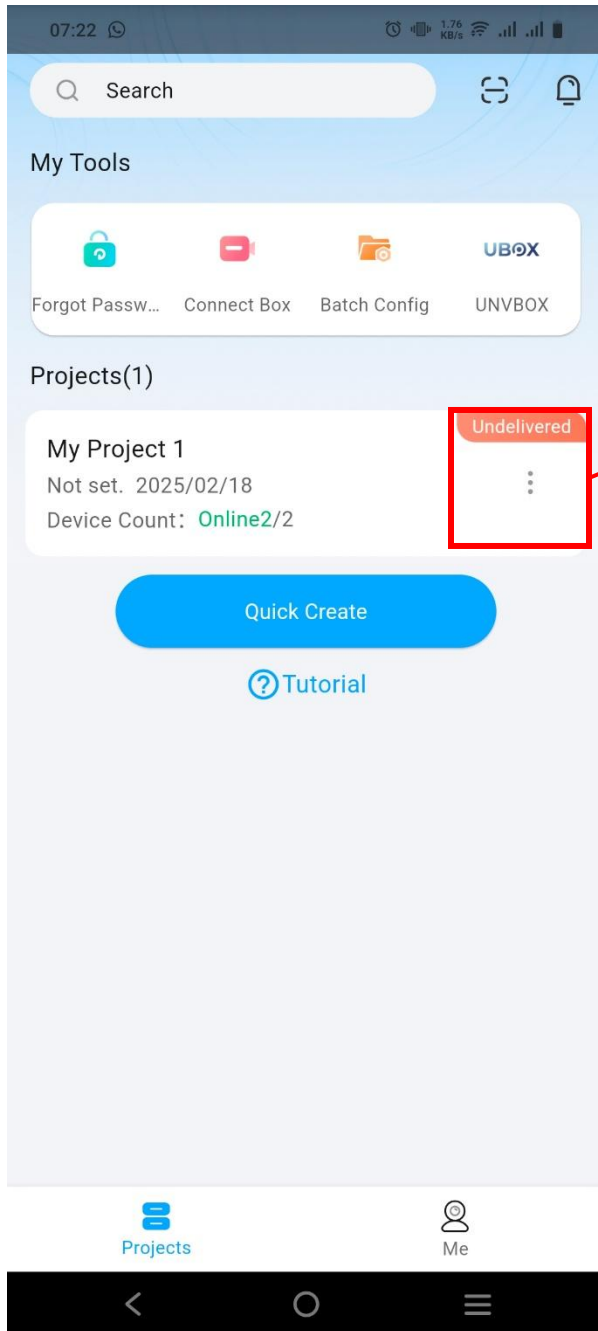 07:22
1.76
KB/s
Search
My Tools
UBOX
Forgot Passw... Connect Box Batch Config UNVBOX
Projects(1)
Undelivered
My Project 1
Not set. 2025/02/18
Device Count: Online2/2
Quick Create
?Tutorial
Projects Me